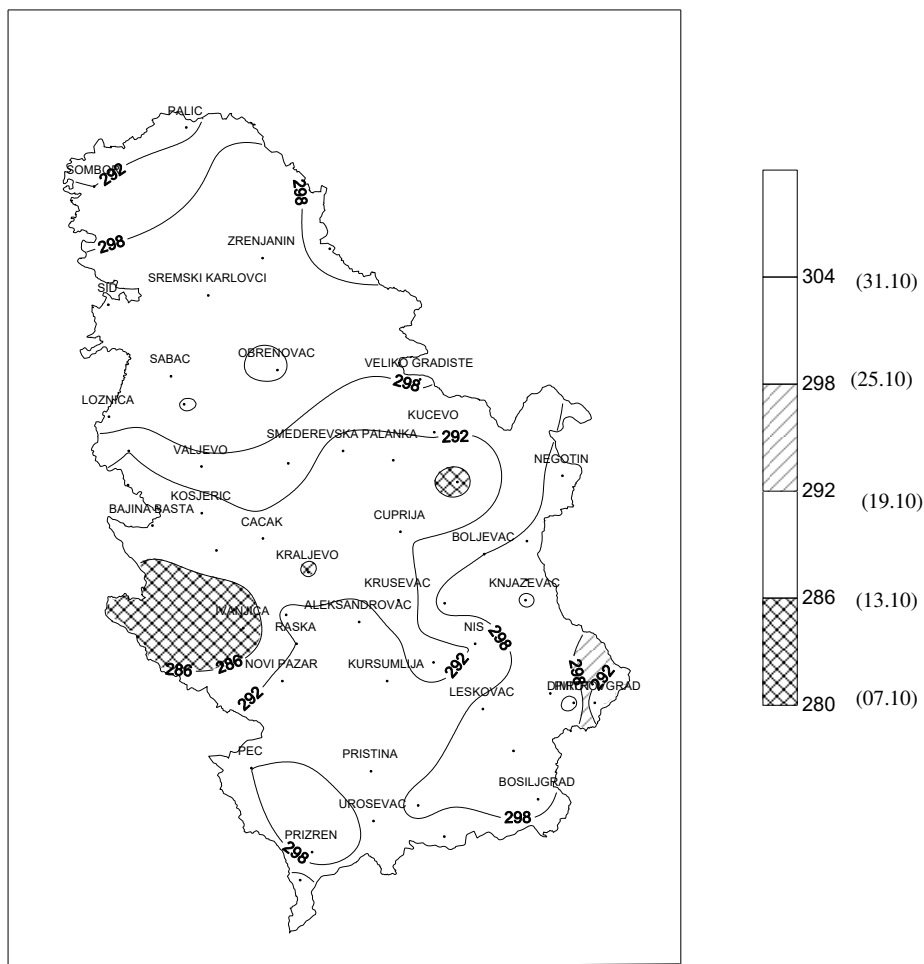 PALIC
SOMBOR
292
298
298
ZRENJANIN
SREMSKI KARLOVCI
SID
OBRENOVAC
SABAC
VELIKO GRADISTE
298
LOZNICA
KUCEVO
SMEDEREVSKA PALANKA
292
VALJEVO
NEGOTIN
KOSJERIC
BAJINA BASTA
CUPRIJA
CACAK
BOLJEVAC
KRALJEVO
KRUSEVAC
KNJAZEVAC
ALEKSANDROVAC
IVANJICA
RASKA
NIS
298
NOVI PAZAR
286
286
KURSUMLIJA
292
298
292
292
LESKOVAC
PEC
PRISTINA
BOSILJGRAD
UROSEVAC
298
PRIZREN
298
304
(31.10)
298
(25.10)
292
(19.10)
286
(13.10)
280
(07.10)